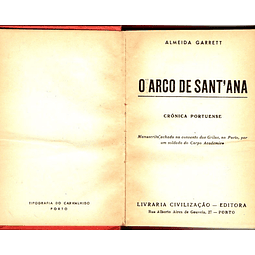 TIPOGRAFIA DO CARVALHIDO
PORTO
ALMEIDA GARRETT
O ARCO DE SANT'ANA
CRÓNICA PORTUENSE
Manuscrito achado no convento dos Grilos, no Porto, por
um soldado do Corpo Académico
LIVRARIA CIVILIZAÇÃO — EDITORA
Rua Alberto Aires de Gouveia, 27 — PORTO